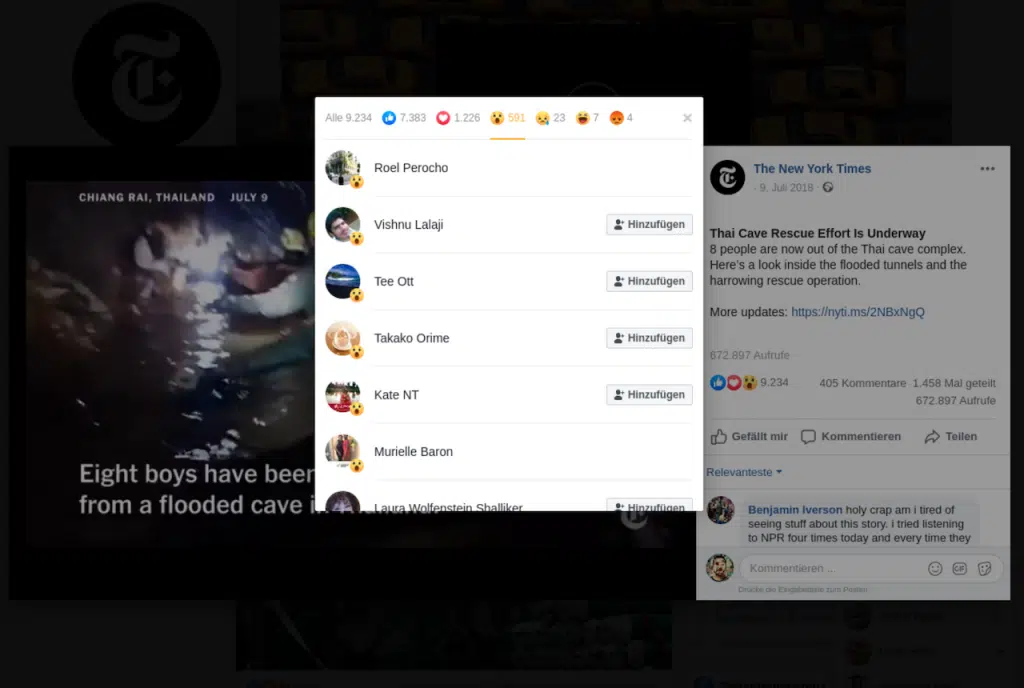 Alle 9.234 7.383 1.226 591 23 7 4
Roel Perocho
Vishnu Lalaji
Hinzufügen
Tee Ott
Hinzufügen
Takako Orime
Hinzufügen
Kate NT
Hinzufügen
Murielle Baron
Laura Wolfenstein Shalliker
Hinzufügen
CHIANG RAI, THAILAND JULY 9
Eight boys have been
from a flooded cave
The New York Times
· 9. Juli 2018 ·
Thai Cave Rescue Effort Is Underway
8 people are now out of the Thai cave complex.
Here's a look inside the flooded tunnels and the
harrowing rescue operation.
More updates: https://nyti.ms/2NBxNgQ
672.897 Aufrufe
9.234 405 Kommentare 1.458 Mal geteilt
672.897 Aufrufe
Gefällt mir Kommentieren Teilen
Relevanteste
Benjamin Iverson holy crap am i tired of
seeing stuff about this story. i tried listening
to NPR four times today and every time they
Kommentieren ...
GIF
Drücke die Eingabetaste zum Posten.